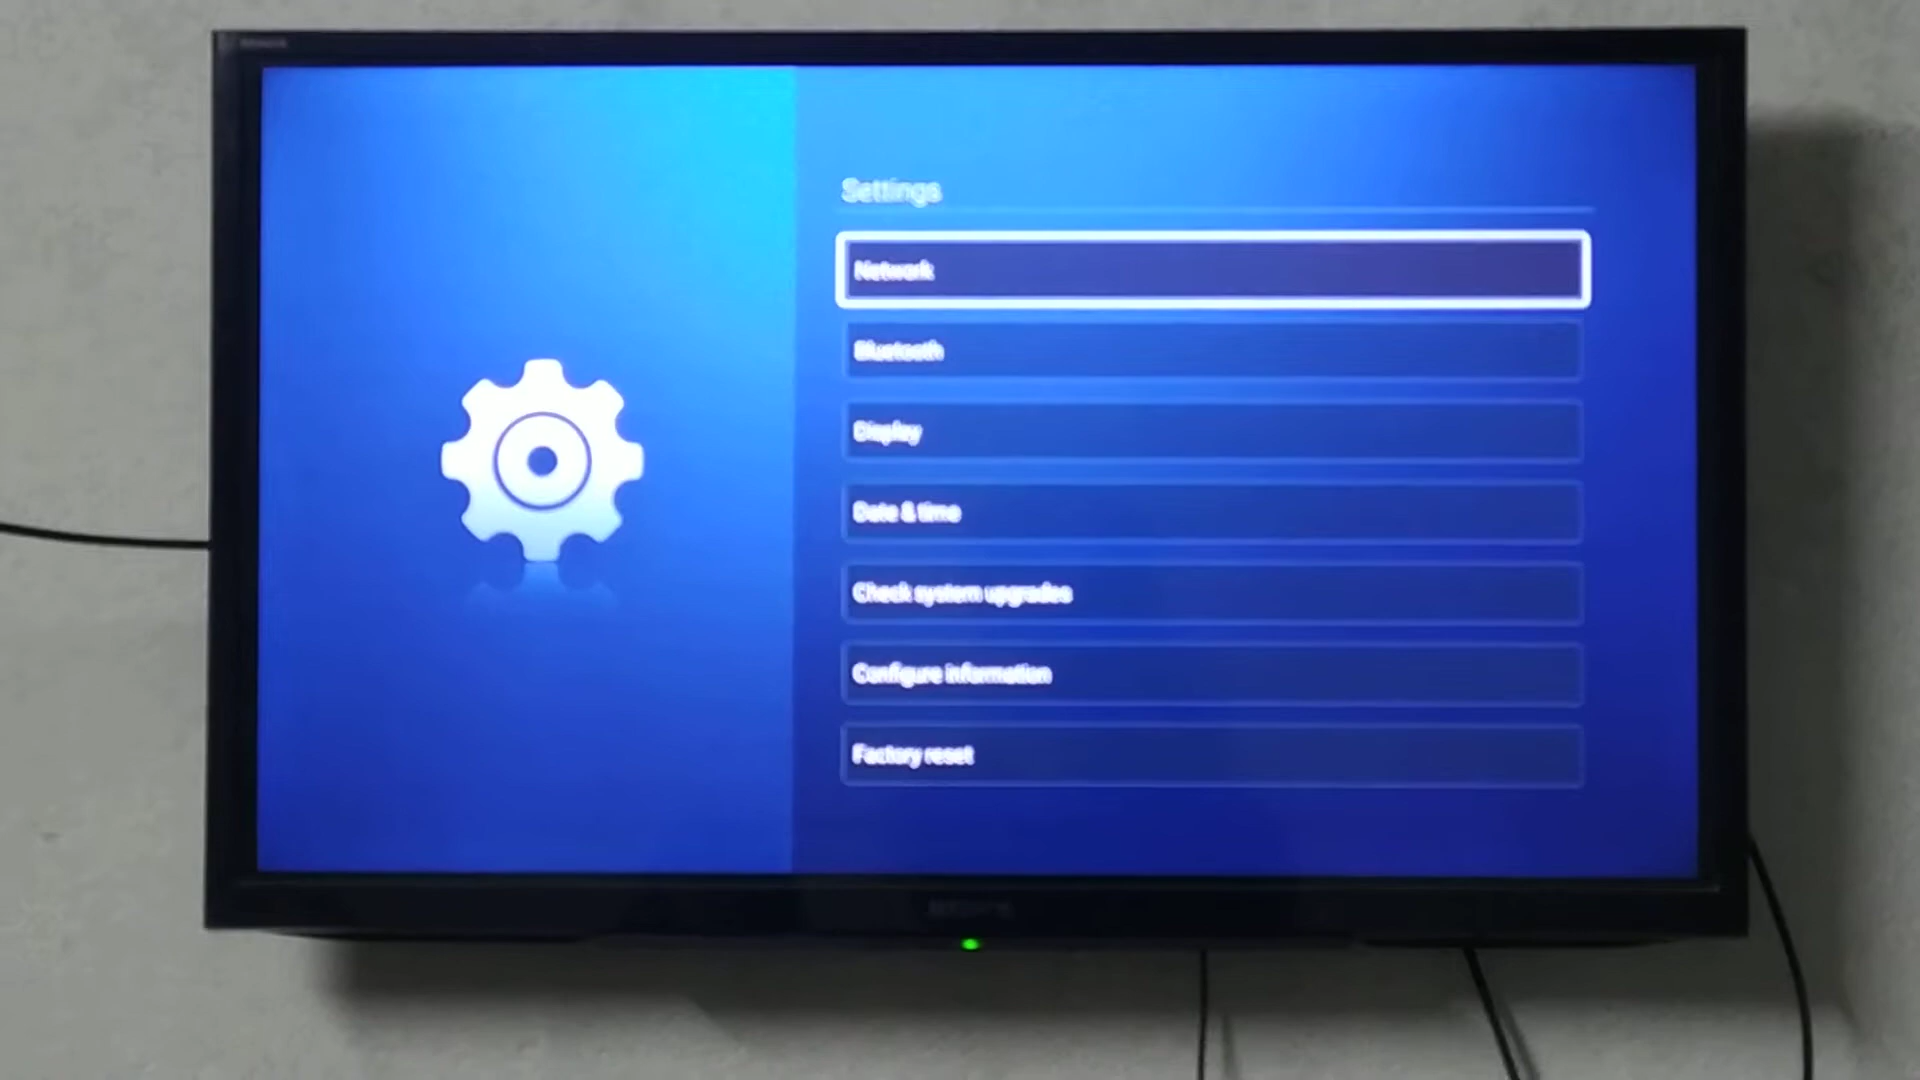 Settings
Network
Bluetooth
Display
Date & time
Check system upgrades
Configure information
Factory reset